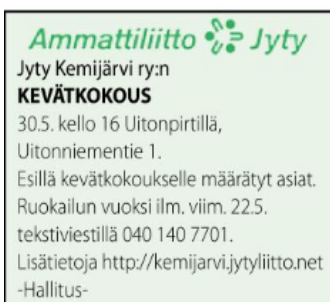 Ammattiliitto Jyty
Jyty Kemijärvi ry:n
KEVÄTKOKOUS
30.5. kello 16 Uitonpirtillä,
Uitonniementie 1.
Esillä kevätkokoukselle määrätyt asiat.
Ruokailun vuoksi ilm. viim. 22.5.
tekstiviestillä 040 140 7701.
Lisätietoja http://kemijarvi.jytyliitto.net
-Hallitus-